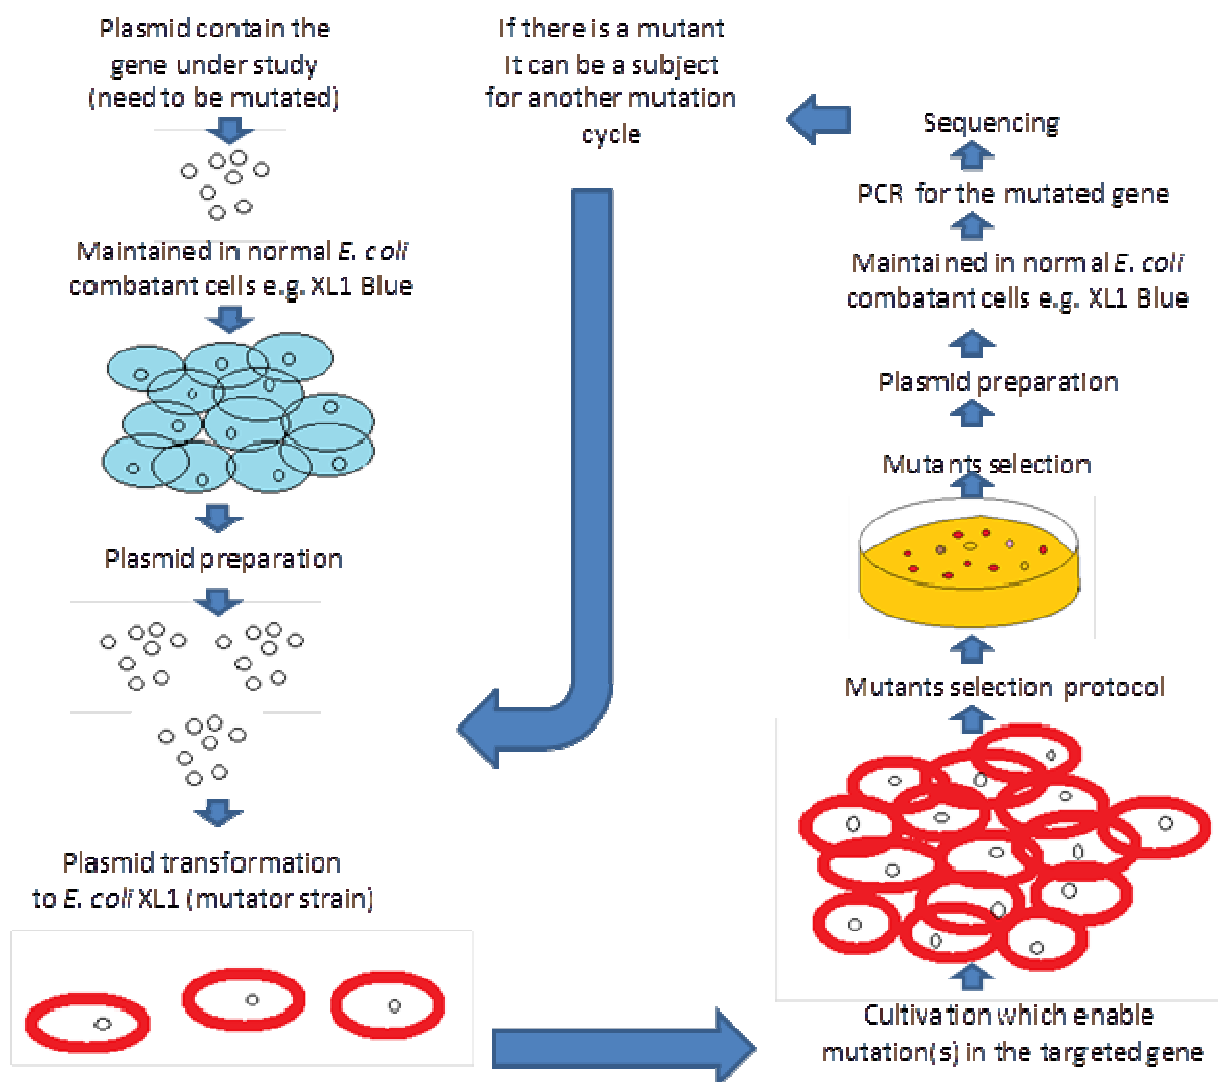 Plasmid contain the
gene under study
(need to be mutated)
Maintained in normal E. coli
combatant cells e.g. XL1 Blue
Plasmid preparation
Plasmid transformation
to E. coli XL1 (mutator strain)
Cultivation which enable
mutation(s) in the targeted gene
Mutants selection protocol
Mutants selection
Plasmid preparation
Maintained in normal E. coli
combatant cells e.g. XL1 Blue
PCR for the mutated gene
Sequencing
If there is a mutant
It can be a subject
for another mutation
cycle